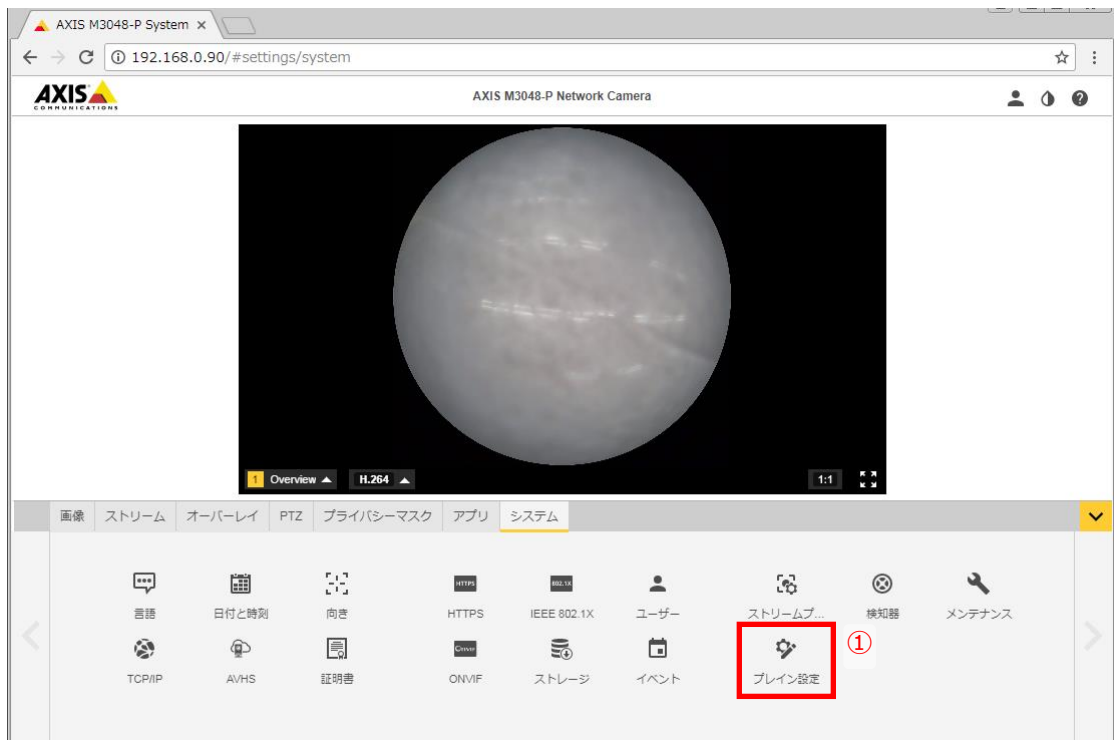 AXIS M3048-P System ×
192.168.0.90/#settings/system
AXIS COMMUNICATIONS
AXIS M3048-P Network Camera
1 Overview H.264 1:1
画像 ストリーム オーバーレイ PTZ プライバシーマスク アプリ システム
HTTPS 802.1X
言語 日付と時刻 向き HTTPS IEEE 802.1X ユーザー ストリームプ... 検知器 メンテナンス
①
TCP/IP AVHS 証明書 ONVIF ストレージ イベント プレイン設定